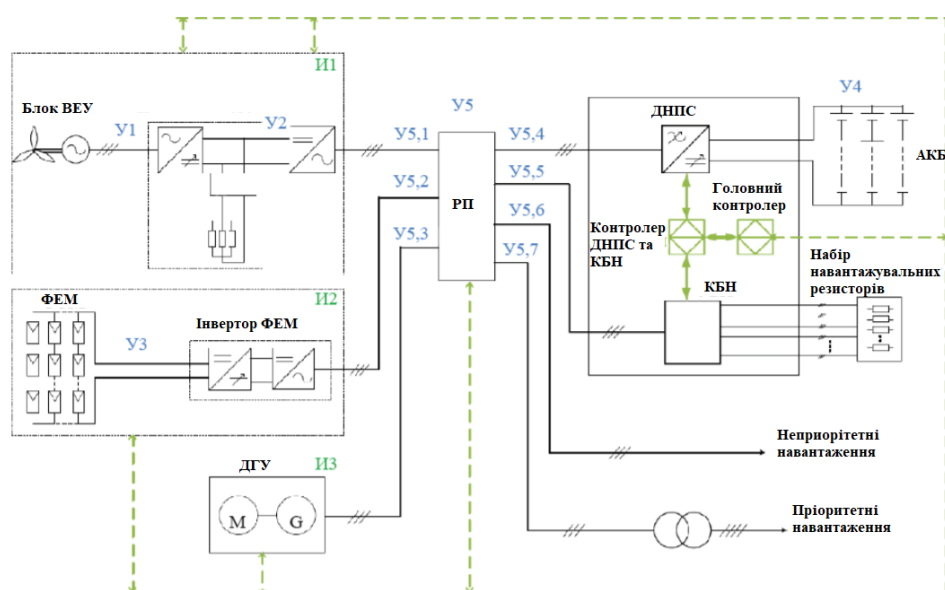 И1
Блок ВЕУ
У1
У2
У5,1
У5
У5,4
ДНПС
У4
АКБ
У5,5
У5,2
РП
У5,6
Головний
контролер
У5,3
У5,7
Контролер
ДНПС та
КБН
КБН
Набір
навантажувальних
резисторів
ФЕМ
И2
У3
Інвертор ФЕМ
ДГУ
И3
M
G
Неприорітетні
навантаження
Пріоритетні
навантаження